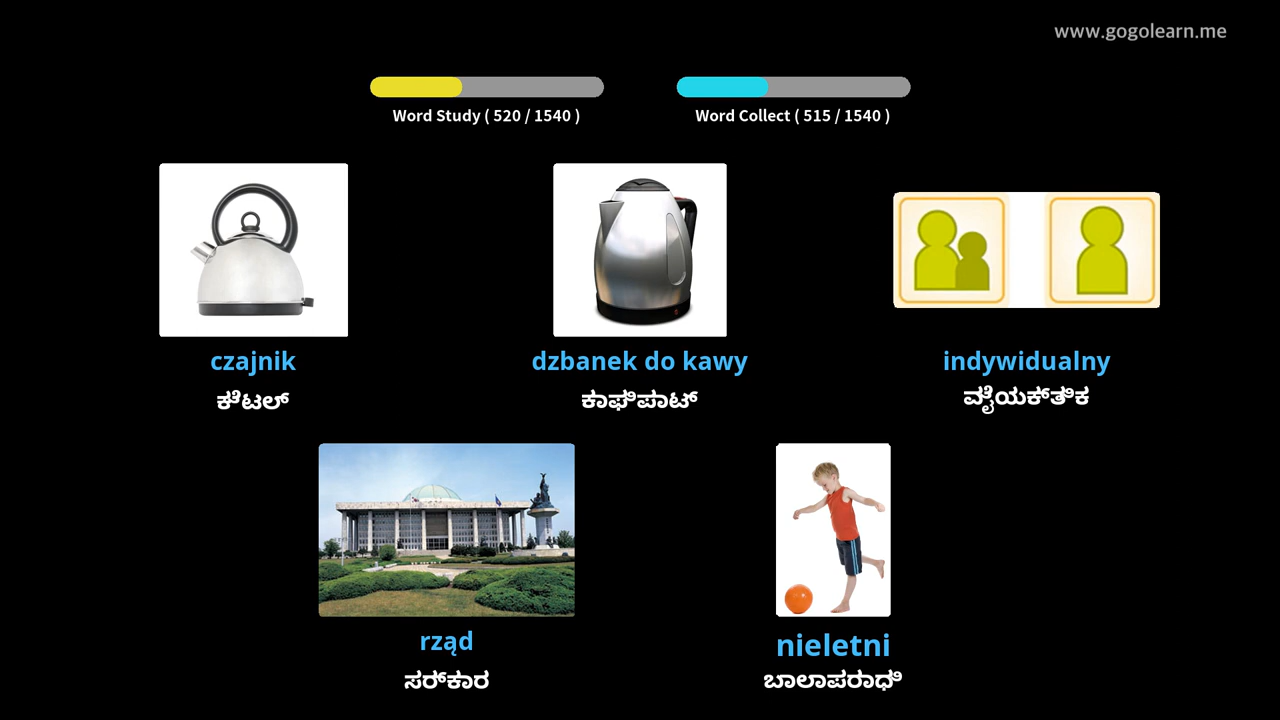 www.gogolearn.me
Word Study ( 520 / 1540 )
Word Collect ( 515 / 1540 )
czajnik
ಕೆಟಲ್
dzbanek do kawy
ಕಾಫಿಪಾಟ್
indywidualny
ವೈಯಕ್ತಿಕ
rząd
ಸರ್ಕಾರ
nieletni
ಬಾಲಾಪರಾಧಿ